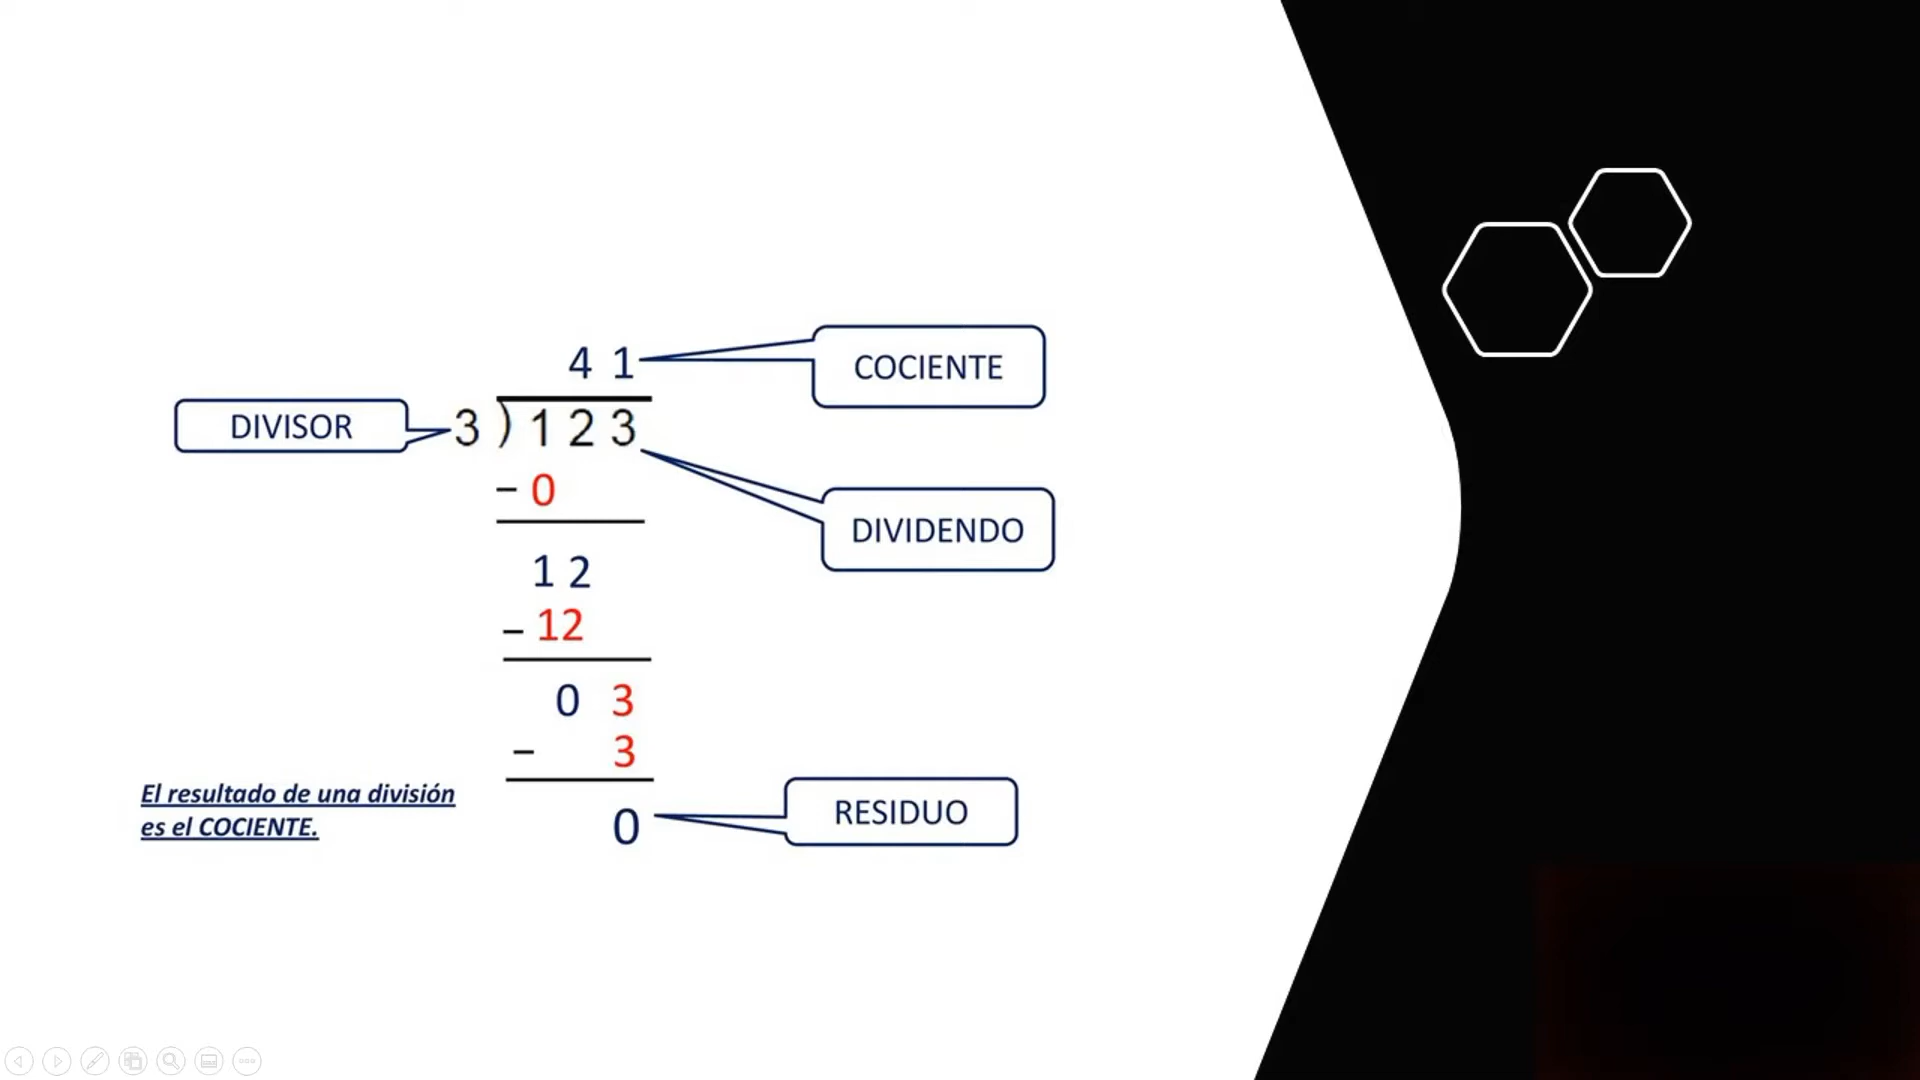 4 1
COCIENTE
DIVISOR
3 ) 1 2 3
– 0
DIVIDENDO
1 2
– 12
0 3
– 3
El resultado de una división
es el COCIENTE.
0
RESIDUO